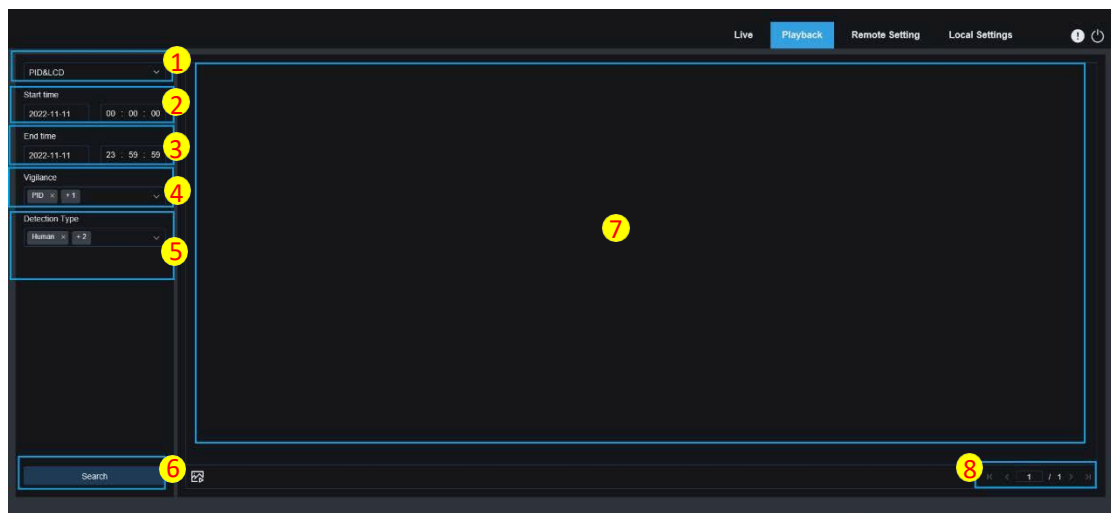 Live Playback Remote Setting Local Settings
1
PID&LCD
Start time
2
2022-11-11 00 : 00 : 00
End time
3
2022-11-11 23 : 59 : 59
Vigilance
4
PID × +1
Detection Type
Human × +2
5
7
6
Search
8
1 / 1